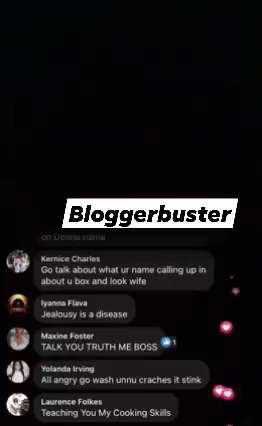 Bloggerbuster
Kernice Charles
Go talk about what ur name calling up in
about u box and look wife
Iyanna Flava
Jealousy is a disease
Maxine Foster
TALK YOU TRUTH ME BOSS
1
Yolanda Irving
All angry go wash unnu craches it stink
Laurence Folkes
Teaching You My Cooking Skills